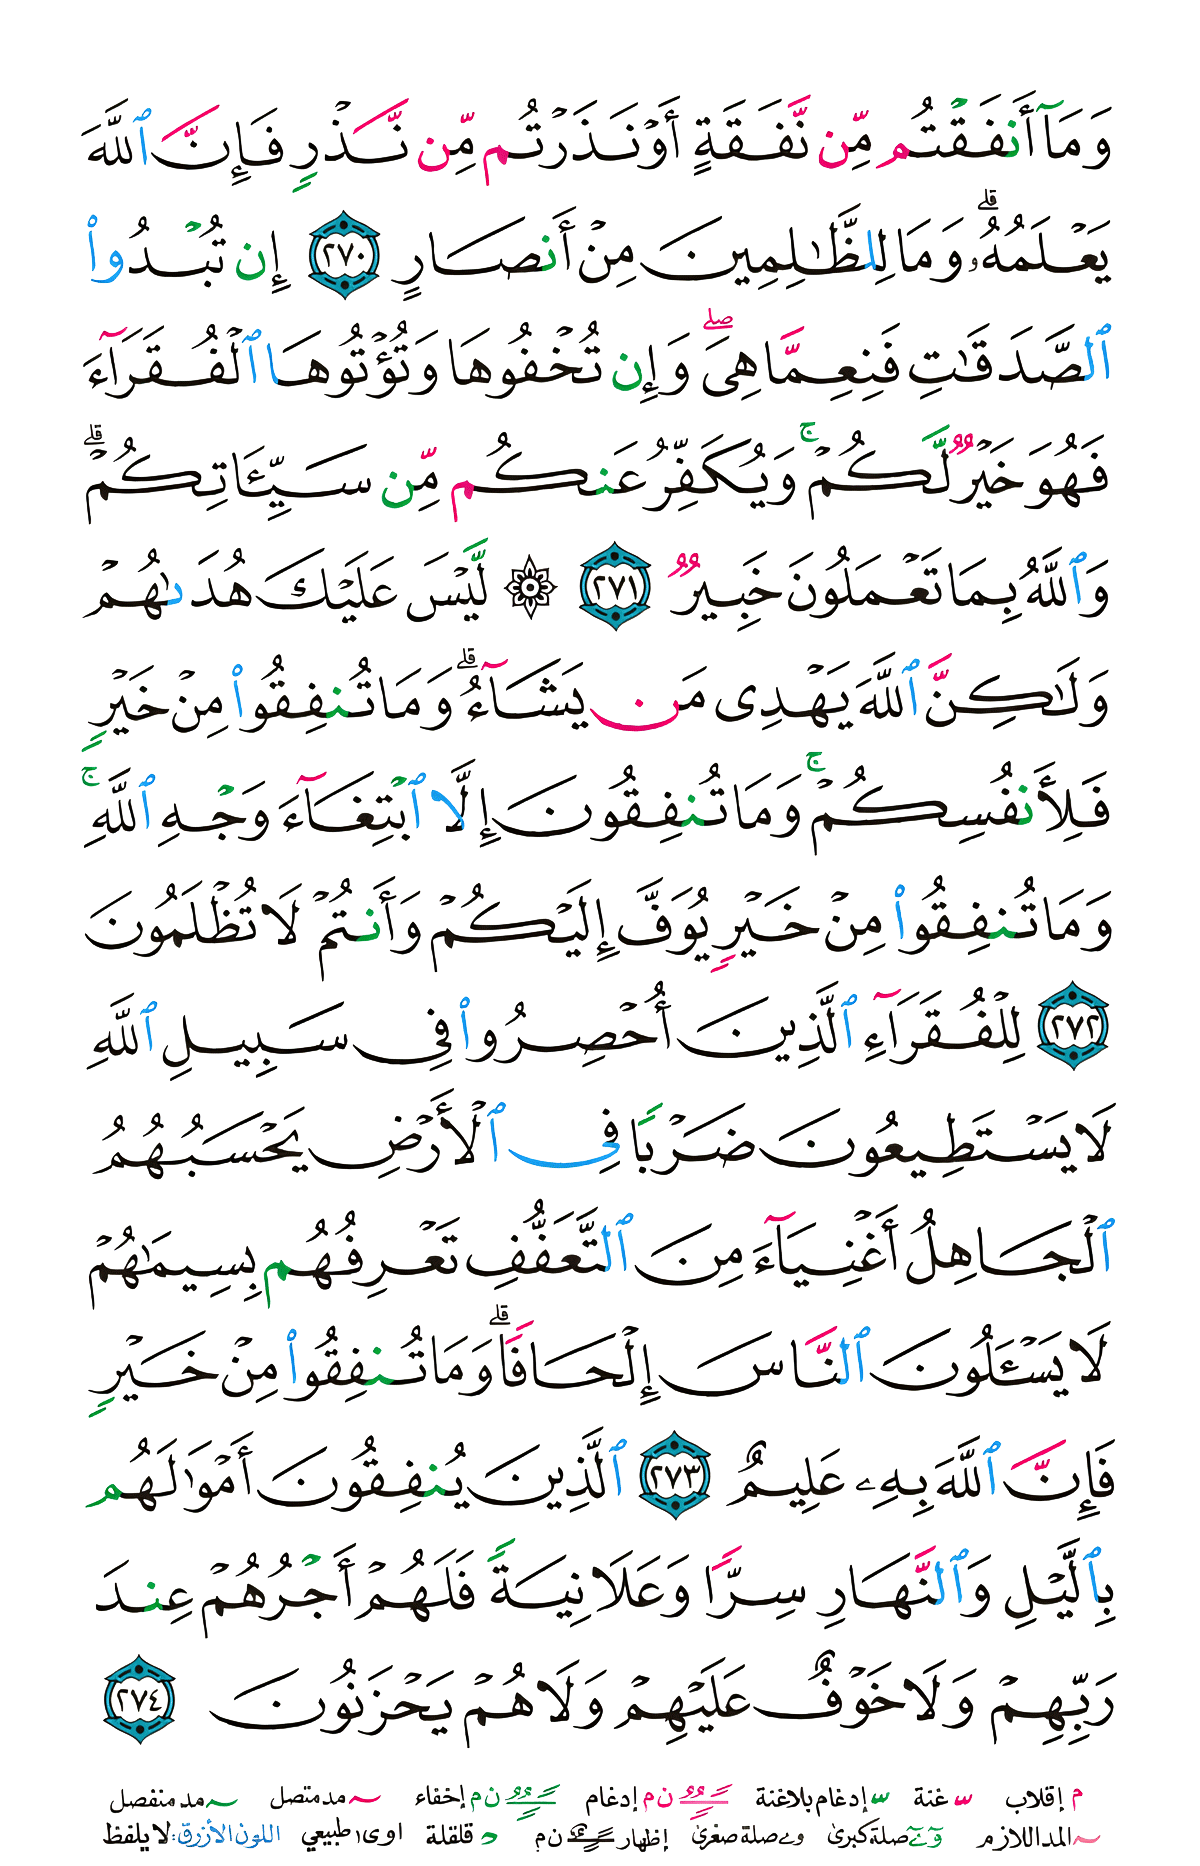 وَمَآ أَنفَقْتُم مِّن نَّفَقَةٍ أَوْ نَذَرْتُم مِّن نَّذْرٍ فَإِنَّ ٱللَّهَ
يَعْلَمُهُۥ ۗ وَمَا لِلظَّـٰلِمِينَ مِنْ أَنصَارٍ ٢٧٠ إِن تُبْدُوا۟
ٱلصَّدَقَـٰتِ فَنِعِمَّا هِىَ ۖ وَإِن تُخْفُوهَا وَتُؤْتُوهَا ٱلْفُقَرَآءَ
فَهُوَ خَيْرٌ لَّكُمْ ۚ وَيُكَفِّرُ عَنكُم مِّن سَيِّـَٔاتِكُمْ ۗ
وَٱللَّهُ بِمَا تَعْمَلُونَ خَبِيرٌ ٢٧١ ۞ لَّيْسَ عَلَيْكَ هُدَىٰهُمْ
وَلَـٰكِنَّ ٱللَّهَ يَهْدِى مَن يَشَآءُ ۗ وَمَا تُنفِقُوا۟ مِنْ خَيْرٍ
فَلِأَنفُسِكُمْ ۚ وَمَا تُنفِقُونَ إِلَّا ٱبْتِغَآءَ وَجْهِ ٱللَّهِ ۚ
وَمَا تُنفِقُوا۟ مِنْ خَيْرٍ يُوَفَّ إِلَيْكُمْ وَأَنتُمْ لَا تُظْلَمُونَ
٢٧٢ لِلْفُقَرَآءِ ٱلَّذِينَ أُحْصِرُوا۟ فِى سَبِيلِ ٱللَّهِ
لَا يَسْتَطِيعُونَ ضَرْبًا فِى ٱلْأَرْضِ يَحْسَبُهُمُ
ٱلْجَاهِلُ أَغْنِيَآءَ مِنَ ٱلتَّعَفُّفِ تَعْرِفُهُم بِسِيمَـٰهُمْ
لَا يَسْـَٔلُونَ ٱلنَّاسَ إِلْحَافًا ۗ وَمَا تُنفِقُوا۟ مِنْ خَيْرٍ
فَإِنَّ ٱللَّهَ بِهِۦ عَلِيمٌ ٢٧٣ ٱلَّذِينَ يُنفِقُونَ أَمْوَٰلَهُم
بِٱلَّيْلِ وَٱلنَّهَارِ سِرًّا وَعَلَانِيَةً فَلَهُمْ أَجْرُهُمْ عِندَ
رَبِّهِمْ وَلَا خَوْفٌ عَلَيْهِمْ وَلَا هُمْ يَحْزَنُونَ ٢٧٤
م إقلاب غنة إدغام بلا غنة ن م إدغام ن م إخفاء مد متصل مد منفصل
المد اللازم صلة كبرى و ے صلة صغرى إظهار ن م قلقلة ا و ى طبيعي اللون الأزرق: لا يلفظ